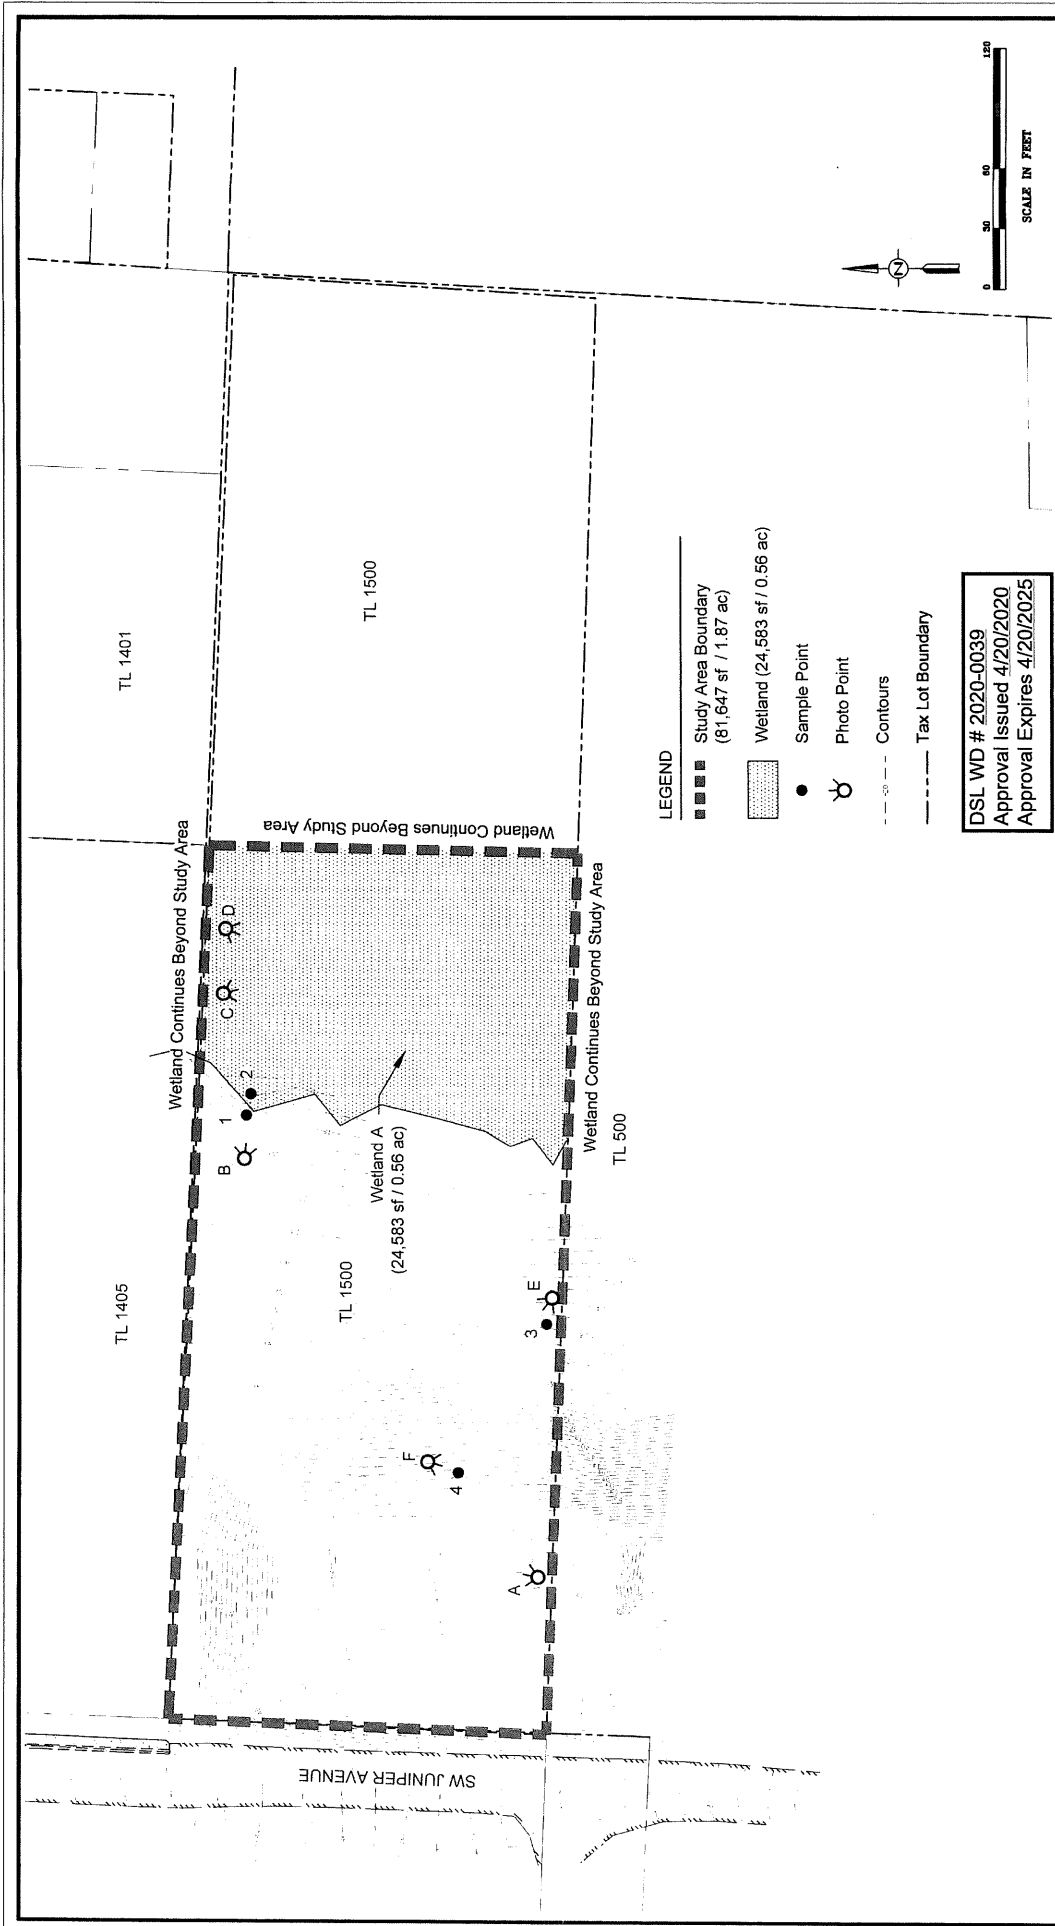 TL 1405
TL 1401
Wetland Continues Beyond Study Area
B
1
2
C
D
Wetland Continues Beyond Study Area
SW JUNIPER AVENUE
TL 1500
Wetland A
(24,583 sf / 0.56 ac)
TL 1500
F
4
A
3
E
Wetland Continues Beyond Study Area
TL 500
LEGEND
Study Area Boundary
(81,647 sf / 1.87 ac)
Wetland (24,583 sf / 0.56 ac)
Sample Point
Photo Point
Contours
Tax Lot Boundary
N
0 30 60 120
SCALE IN FEET
DSL WD # 2020-0039
Approval Issued 4/20/2020
Approval Expires 4/20/2025